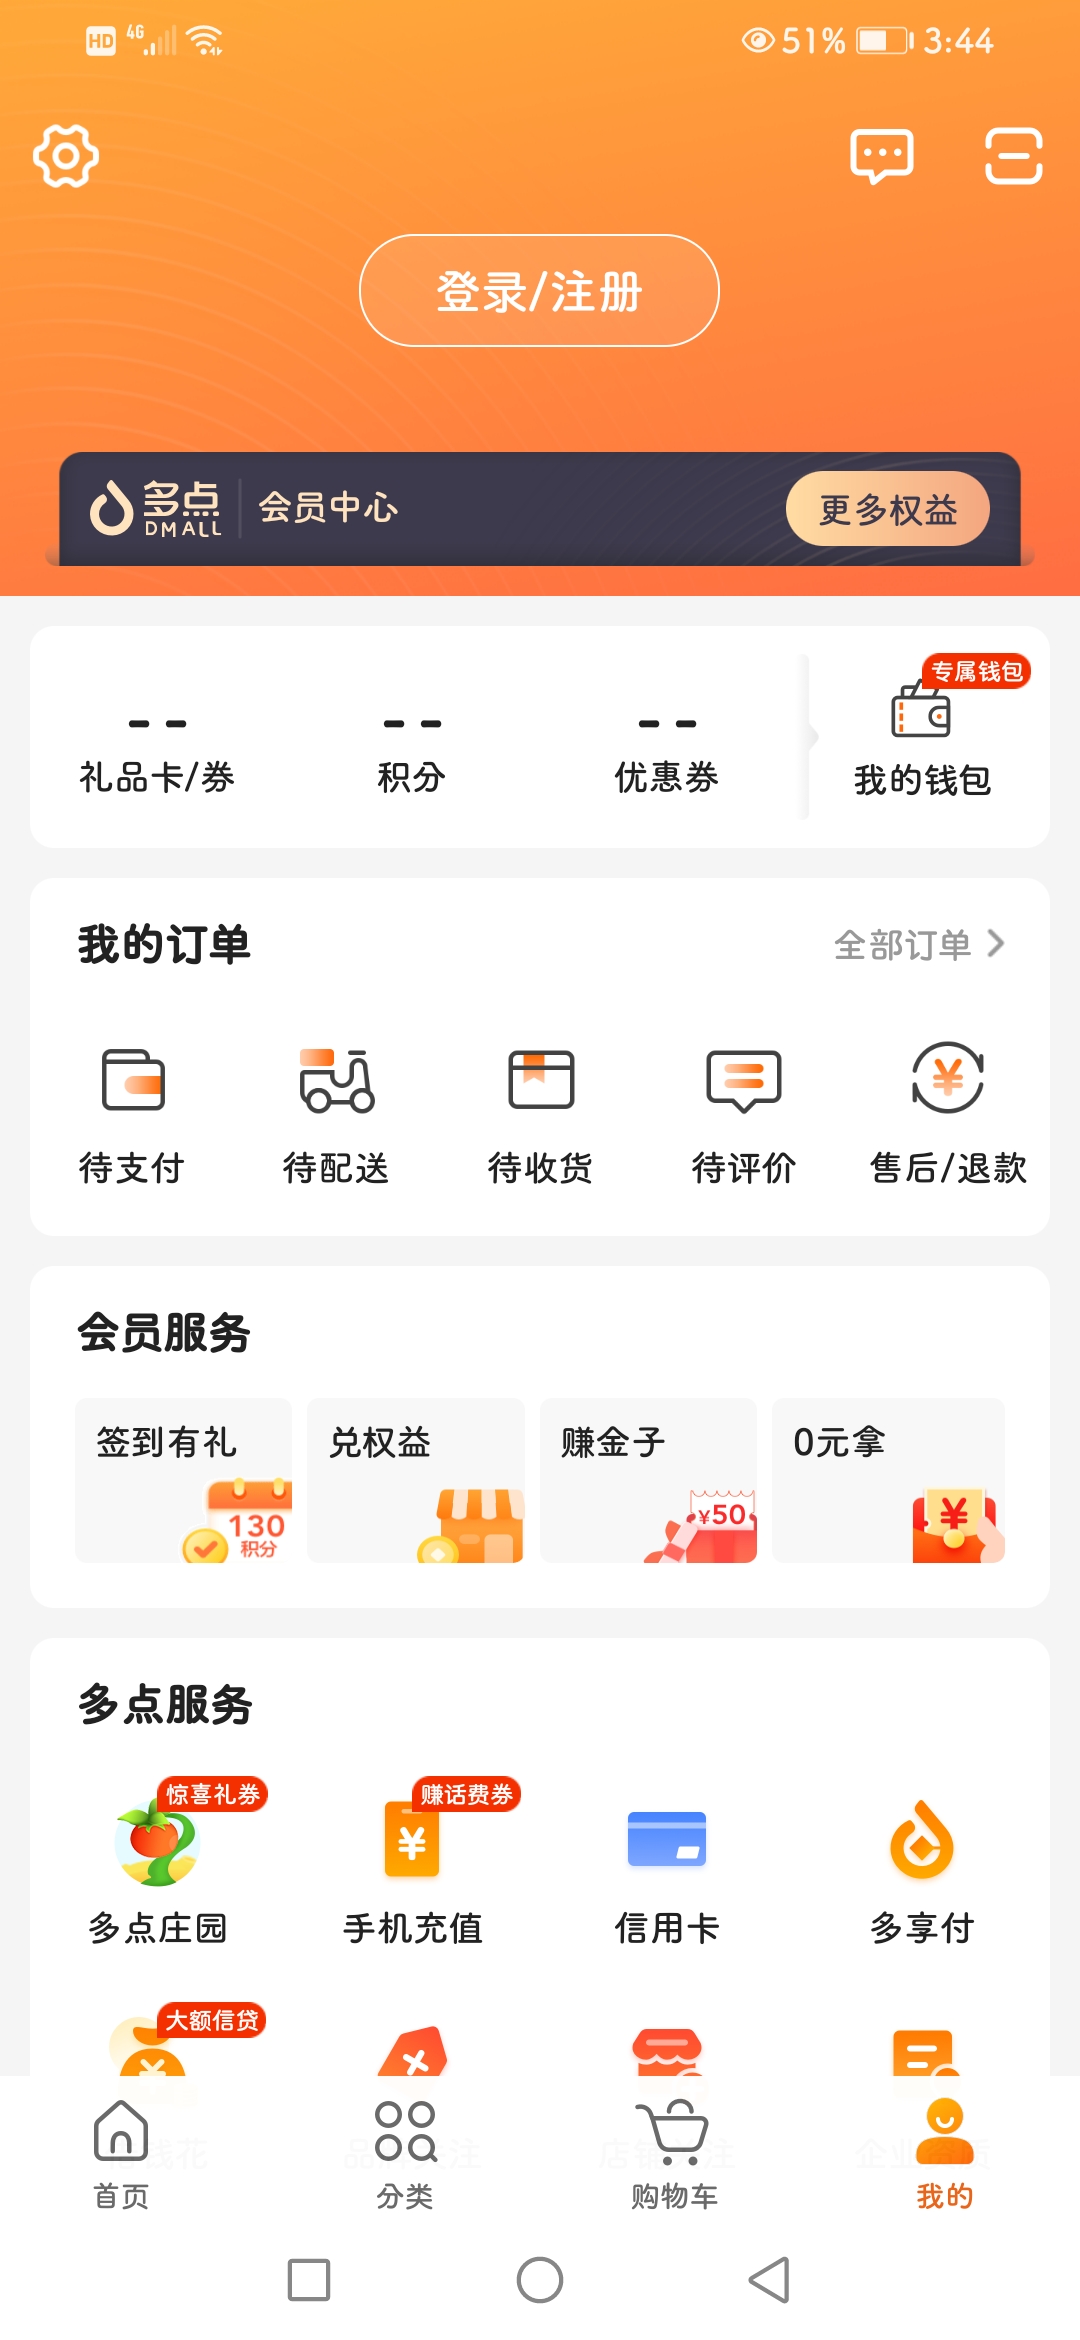 HD 4G 51% 3:44
登录/注册
多点 DMALL 会员中心 更多权益
专属钱包
-- -- --
礼品卡/券 积分 优惠券 我的钱包
我的订单 全部订单
待支付 待配送 待收货 待评价 售后/退款
会员服务
签到有礼 兑权益 赚金子 0元拿
130 积分 ¥50 ¥
多点服务
惊喜礼券 赚话费券
多点庄园 手机充值 信用卡 多享付
大额信贷
首页 分类 购物车 我的